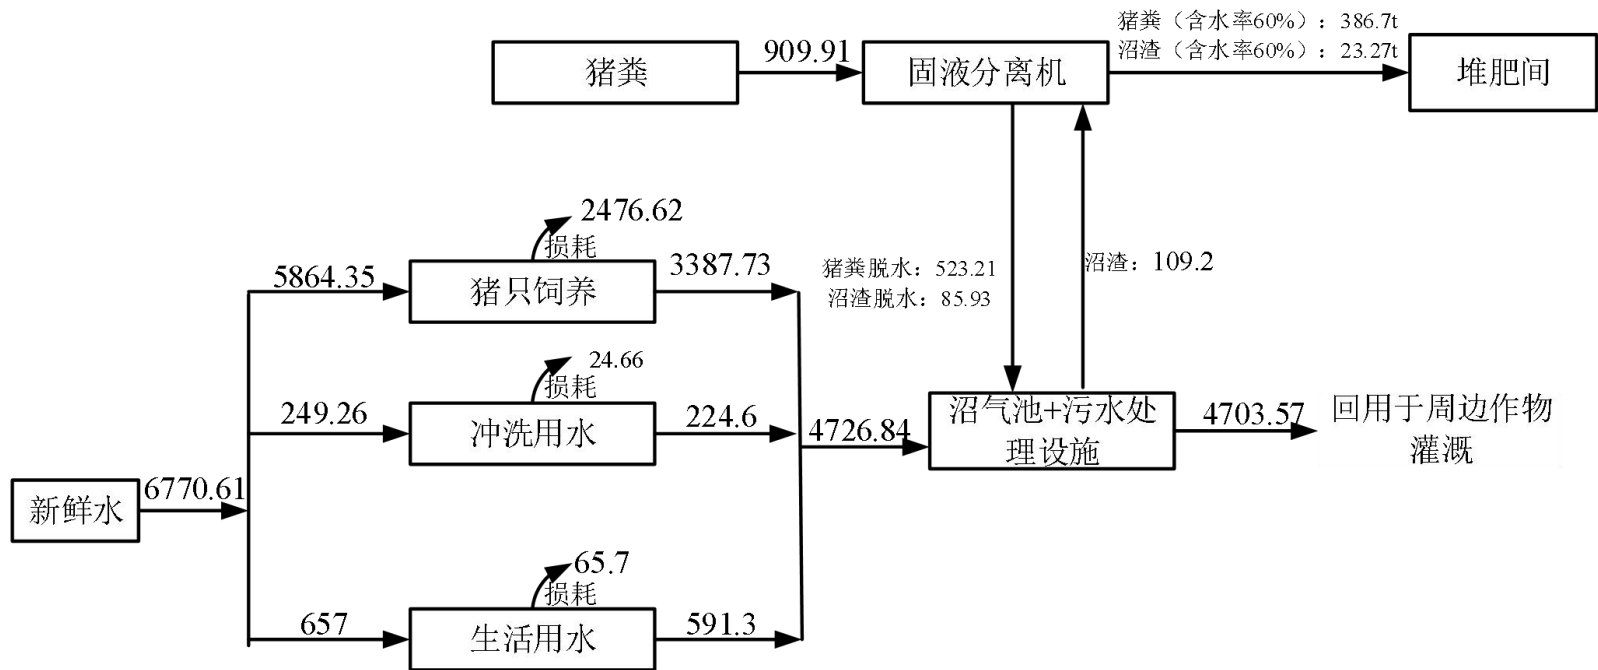 猪粪（含水率60%）：386.7t
沼渣（含水率60%）：23.27t
猪粪
909.91
固液分离机
堆肥间
2476.62
损耗
5864.35
猪只饲养
3387.73
猪粪脱水：523.21
沼渣脱水：85.93
沼渣：109.2
24.66
损耗
249.26
冲洗用水
224.6
4726.84
沼气池+污水处
理设施
4703.57
回用于周边作物
灌溉
新鲜水
6770.61
65.7
损耗
657
生活用水
591.3